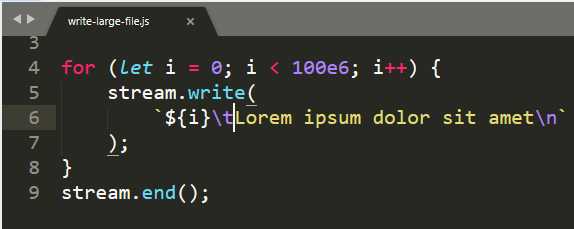 write-large-file.js ×
3
4 for (let i = 0; i < 100e6; i++) {
5     stream.write(
6         `${i}\tLorem ipsum dolor sit amet\n`
7     );
8 }
9 stream.end();